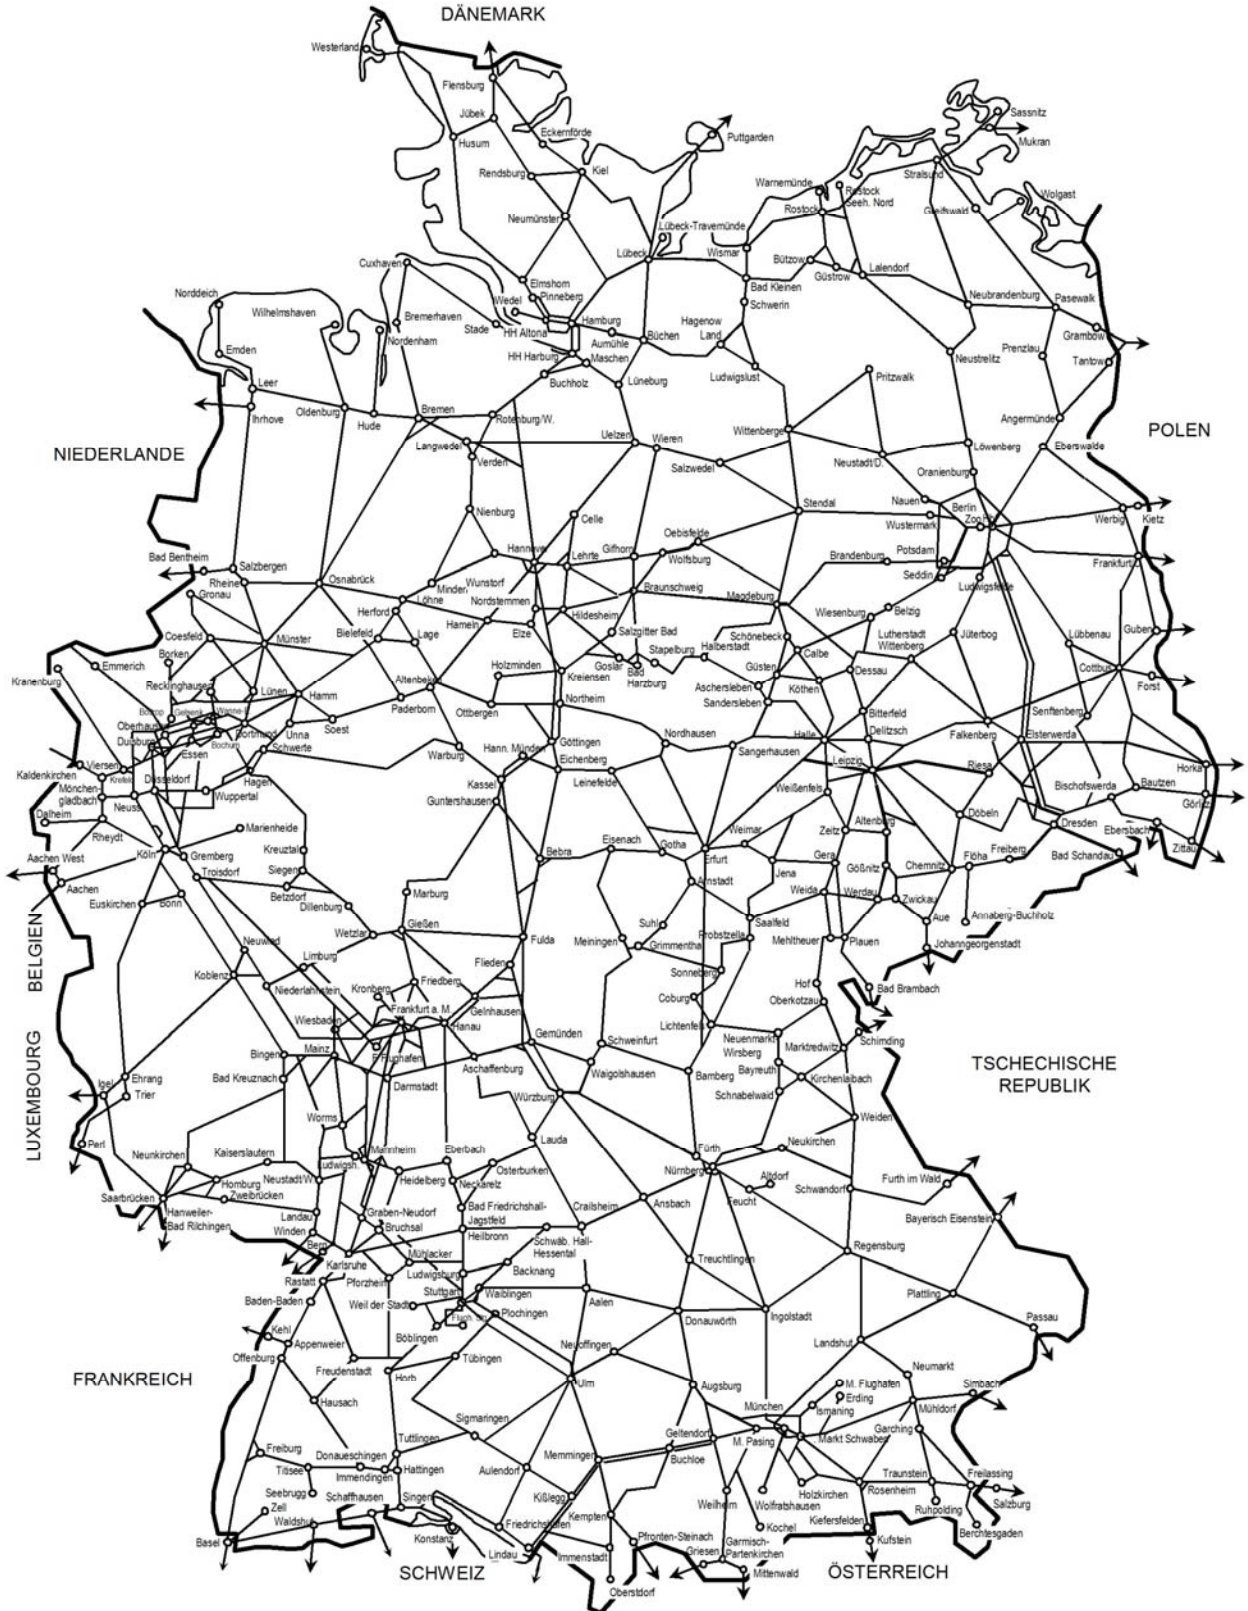 DÄNEMARK
Westerland
Flensburg
Jübek
Husum
Eckernförde
Rendsburg
Kiel
Neumünster
Puttgarden
Sassnitz
Mukran
Stralsund
Warnemünde
Rostock
Seeh. Nord
Rostock
Wolgast
Greifswald
Lübeck-Travemünde
Lübeck
Wismar
Bützow
Güstrow
Lalendorf
Bad Kleinen
Schwerin
Neubrandenburg
Pasewalk
Grambow
Tantow
Prenzlau
Neustrelitz
Cuxhaven
Elmshorn
Pinneberg
Wedel
Stade
HH Altona
Hamburg
Aumühle
Büchen
Hagenow
Land
Ludwigslust
HH Harburg
Maschen
Buchholz
Lüneburg
Norddeich
Wilhelmshaven
Bremerhaven
Nordenham
Emden
Leer
Ihrhove
Oldenburg
Hude
Bremen
Rotenburg/W.
Langwedel
Verden
Uelzen
Wieren
Salzwedel
Wittenberge
Pritzwalk
Neustadt/D.
Löwenberg
Angermünde
Eberswalde
Oranienburg
POLEN
NIEDERLANDE
Nienburg
Celle
Stendal
Nauen
Wustermark
Berlin
Zoo
Werbig
Kietz
Oebisfelde
Wolfsburg
Gifhorn
Hannover
Lehrte
Brandenburg
Potsdam
Seddin
Ludwigsfelde
Frankfurt/O.
Bad Bentheim
Salzbergen
Rheine
Gronau
Osnabrück
Minden
Wunstorf
Löhne
Herford
Nordstemmen
Braunschweig
Magdeburg
Wiesenburg
Belzig
Hildesheim
Hameln
Elze
Coesfeld
Münster
Bielefeld
Lage
Salzgitter Bad
Stapelburg
Halberstadt
Schönebeck
Calbe
Lutherstadt
Wittenberg
Jüterbog
Lübbenau
Guben
Cottbus
Forst
Borken
Emmerich
Kranenburg
Recklinghausen
Lünen
Hamm
Altenbeken
Holzminden
Kreiensen
Goslar
Bad
Harzburg
Güsten
Dessau
Aschersleben
Köthen
Sandersleben
Bottrop
Gelsenk.
Wanne-E.
Oberhausen
Dortmund
Unna
Soest
Paderborn
Ottbergen
Northeim
Bitterfeld
Senftenberg
Duisburg
Bochum
Essen
Schwerte
Warburg
Hann. Münden
Göttingen
Nordhausen
Halle
Delitzsch
Falkenberg
Elsterwerda
Viersen
Kaldenkirchen
Krefeld
Düsseldorf
Hagen
Kassel
Eichenberg
Leinefelde
Sangerhausen
Leipzig
Riesa
Horka
Mönchen-
gladbach
Neuss
Wuppertal
Guntershausen
Weißenfels
Bischofswerda
Bautzen
Görlitz
Dalheim
Rheydt
Marienheide
Kreuztal
Döbeln
Dresden
Ebersbach
Zittau
Köln
Gremberg
Troisdorf
Bebra
Eisenach
Gotha
Weimar
Erfurt
Zeitz
Altenburg
Aachen West
Aachen
Siegen
Betzdorf
Arnstadt
Jena
Gera
Gößnitz
Chemnitz
Flöha
Freiberg
Bad Schandau
Euskirchen
Bonn
Dillenburg
Marburg
Weida
Werdau
Zwickau
Aue
Annaberg-Buchholz
BELGIEN
Wetzlar
Gießen
Fulda
Suhl
Meiningen
Grimmenthal
Saalfeld
Probstzella
Mehltheuer
Plauen
Johanngeorgenstadt
Neuwied
Limburg
Koblenz
Niederlahnstein
Flieden
Sonneberg
Hof
Oberkotzau
Bad Brambach
Kronberg
Friedberg
Gelnhausen
Coburg
Wiesbaden
Frankfurt a. M.
Hanau
Lichtenfels
Neuenmarkt
Wirsberg
Marktredwitz
Schirnding
LUXEMBOURG
Bingen
Mainz
F. Flughafen
Gemünden
Schweinfurt
TSCHECHISCHE
REPUBLIK
Ehrang
Igel
Trier
Bad Kreuznach
Darmstadt
Aschaffenburg
Waigolshausen
Bamberg
Bayreuth
Kirchenlaibach
Schnabelwaid
Würzburg
Worms
Weiden
Perl
Lauda
Neunkirchen
Kaiserslautern
Ludwigsh.
Mannheim
Eberbach
Osterburken
Fürth
Neukirchen
Saarbrücken
Homburg
Zweibrücken
Neustadt/W.
Heidelberg
Neckarelz
Nürnberg
Altdorf
Feucht
Schwandorf
Furth im Wald
Hanweiler-
Bad Rilchingen
Landau
Winden
Berg
Graben-Neudorf
Bruchsal
Bad Friedrichshall-
Jagstfeld
Heilbronn
Crailsheim
Ansbach
Bayerisch Eisenstein
Karlsruhe
Mühlacker
Schwäb. Hall-
Hessental
Treuchtlingen
Regensburg
Rastatt
Pforzheim
Ludwigsburg
Backnang
Baden-Baden
Weil der Stadt
Stuttgart
Waiblingen
Aalen
Plattling
Kehl
Appenweier
Plochingen
Donauwörth
Ingolstadt
Passau
Böblingen
Offenburg
Freudenstadt
Tübingen
Neuoffingen
Landshut
FRANKREICH
Horb
Ulm
Augsburg
Neumarkt
M. Flughafen
Erding
Simbach
Hausach
Ismaning
Mühldorf
Sigmaringen
München
Tuttlingen
Geltendorf
M. Pasing
Markt Schwaben
Garching
Freiburg
Donaueschingen
Titisee
Immendingen
Hattingen
Memmingen
Buchloe
Aulendorf
Traunstein
Freilassing
Seebrugg
Zell
Schaffhausen
Singen
Kißlegg
Weilheim
Wolfratshausen
Holzkirchen
Rosenheim
Salzburg
Waldshut
Ruhpolding
Basel
Konstanz
Friedrichshafen
Kempten
Kochel
Kiefersfelden
Berchtesgaden
Lindau
Pfronten-Steinach
Griesen
Garmisch-
Partenkirchen
Kufstein
Immenstadt
SCHWEIZ
Mittenwald
ÖSTERREICH
Oberstdorf